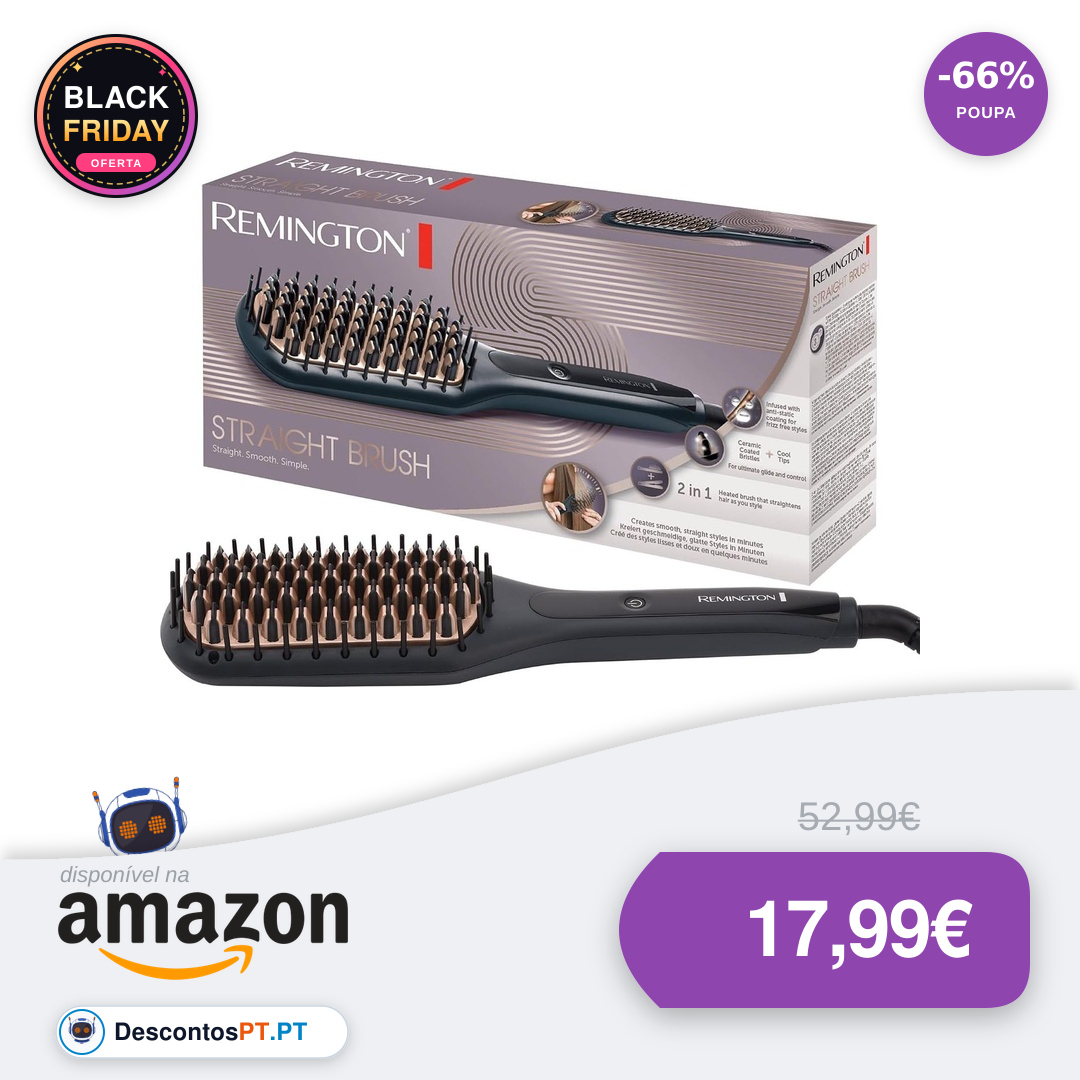 BLACK
FRIDAY
OFERTA
-66%
POUPA
REMINGTON
STRAIGHT BRUSH
Straight. Smooth. Simple.
REMINGTON
REMINGTON
STRAIGHT BRUSH
REMINGTON
STRAIGHT BRUSH
Straight. Smooth. Simple.
Infused with
anti-static
coating for
frizz free styles
Ceramic
Coated
Bristles
+
Cool
Tips
For ultimate glide and control
2 in 1
Heated brush that straightens
hair as you style
Creates smooth, straight styles in minutes
Kreiert geschmeidige, glatte Styles in Minuten
Créé des styles lisses et doux en quelques minutes
REMINGTON
52,99€
17,99€
disponível na
amazon
DescontosPT.PT